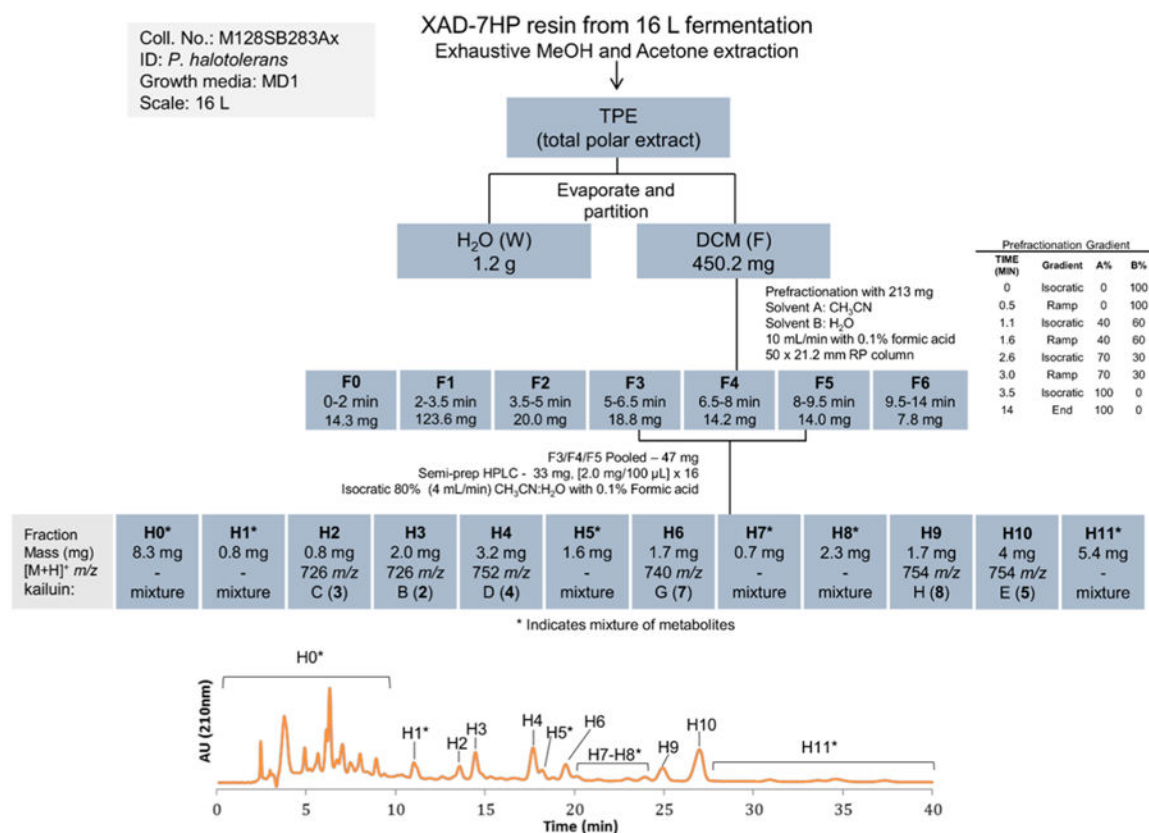 Coll. No.: M128SB283Ax
ID: P. halotolerans
Growth media: MD1
Scale: 16 L
XAD-7HP resin from 16 L fermentation
Exhaustive MeOH and Acetone extraction
TPE
(total polar extract)
Evaporate and
partition
H₂O (W)
1.2 g
DCM (F)
450.2 mg
Prefractionation with 213 mg
Solvent A: CH₃CN
Solvent B: H₂O
10 mL/min with 0.1% formic acid
50 x 21.2 mm RP column
Prefractionation Gradient
TIME (MIN) Gradient A% B%
0 Isocratic 0 100
0.5 Ramp 0 100
1.1 Isocratic 40 60
1.6 Ramp 40 60
2.6 Isocratic 70 30
3.0 Ramp 70 30
3.5 Isocratic 100 0
14 End 100 0
F0 F1 F2 F3 F4 F5 F6
0-2 min 2-3.5 min 3.5-5 min 5-6.5 min 6.5-8 min 8-9.5 min 9.5-14 min
14.3 mg 123.6 mg 20.0 mg 18.8 mg 14.2 mg 14.0 mg 7.8 mg
F3/F4/F5 Pooled – 47 mg
Semi-prep HPLC - 33 mg, [2.0 mg/100 µL] x 16
Isocratic 80% (4 mL/min) CH₃CN:H₂O with 0.1% Formic acid
Fraction H0* H1* H2 H3 H4 H5* H6 H7* H8* H9 H10 H11*
Mass (mg) 8.3 mg 0.8 mg 0.8 mg 2.0 mg 3.2 mg 1.6 mg 1.7 mg 0.7 mg 2.3 mg 1.7 mg 4 mg 5.4 mg
[M+H]⁺ m/z - - 726 m/z 726 m/z 752 m/z - 740 m/z - - 754 m/z 754 m/z -
kailuin: mixture mixture C (3) B (2) D (4) mixture G (7) mixture mixture H (8) E (5) mixture
* Indicates mixture of metabolites
AU (210nm)
H0*
H1*
H2
H3
H4
H5*
H6
H7-H8*
H9
H10
H11*
0 5 10 15 20 25 30 35 40
Time (min)